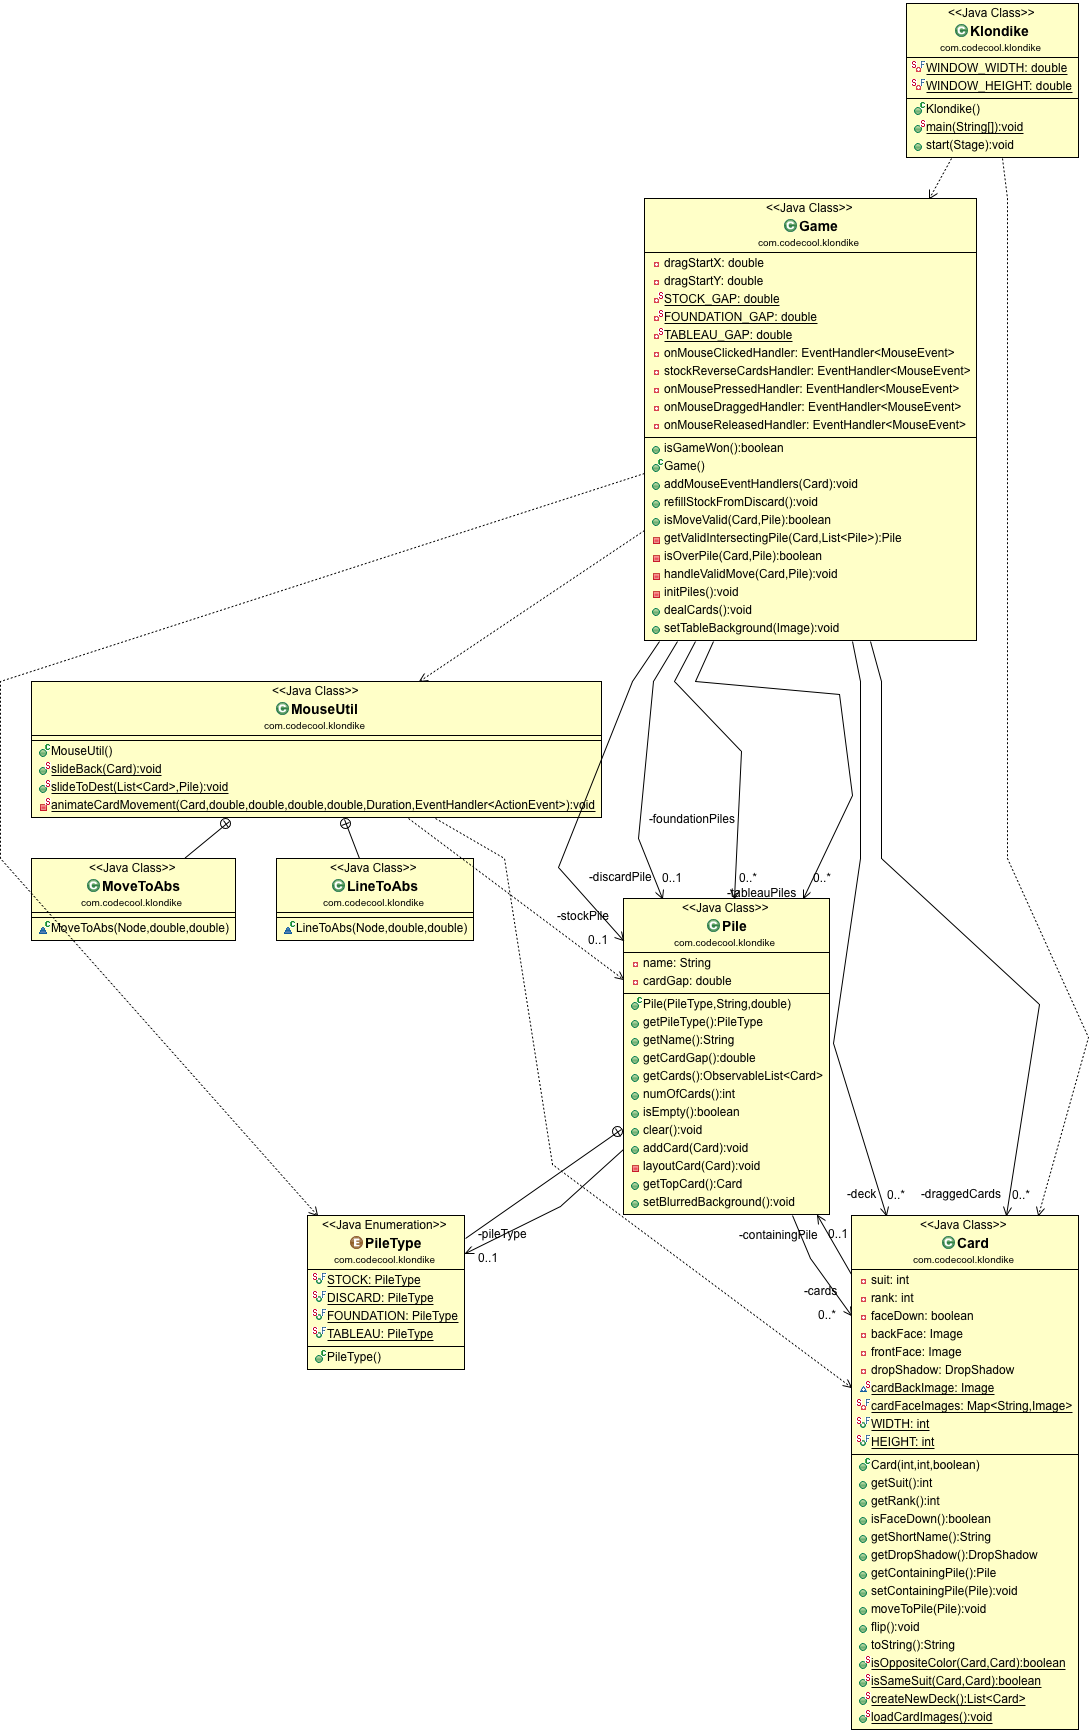 <<Java Class>>
Klondike
com.codecool.klondike
WINDOW_WIDTH: double
WINDOW_HEIGHT: double
Klondike()
main(String[]):void
start(Stage):void
<<Java Class>>
Game
com.codecool.klondike
dragStartX: double
dragStartY: double
STOCK_GAP: double
FOUNDATION_GAP: double
TABLEAU_GAP: double
onMouseClickedHandler: EventHandler<MouseEvent>
stockReverseCardsHandler: EventHandler<MouseEvent>
onMousePressedHandler: EventHandler<MouseEvent>
onMouseDraggedHandler: EventHandler<MouseEvent>
onMouseReleasedHandler: EventHandler<MouseEvent>
isGameWon():boolean
Game()
addMouseEventHandlers(Card):void
refillStockFromDiscard():void
isMoveValid(Card,Pile):boolean
getValidIntersectingPile(Card,List<Pile>):Pile
isOverPile(Card,Pile):boolean
handleValidMove(Card,Pile):void
initPiles():void
dealCards():void
setTableBackground(Image):void
<<Java Class>>
MouseUtil
com.codecool.klondike
MouseUtil()
slideBack(Card):void
slideToDest(List<Card>,Pile):void
animateCardMovement(Card,double,double,double,double,Duration,EventHandler<ActionEvent>):void
<<Java Class>>
MoveToAbs
com.codecool.klondike
MoveToAbs(Node,double,double)
<<Java Class>>
LineToAbs
com.codecool.klondike
LineToAbs(Node,double,double)
-foundationPiles
0..*
-discardPile
0..1
-tableauPiles
0..*
-stockPile
0..1
<<Java Class>>
Pile
com.codecool.klondike
name: String
cardGap: double
Pile(PileType,String,double)
getPileType():PileType
getName():String
getCardGap():double
getCards():ObservableList<Card>
numOfCards():int
isEmpty():boolean
clear():void
addCard(Card):void
layoutCard(Card):void
getTopCard():Card
setBlurredBackground():void
-deck
0..*
-draggedCards
0..*
-pileType
0..1
-containingPile
0..1
-cards
0..*
<<Java Enumeration>>
PileType
com.codecool.klondike
STOCK: PileType
DISCARD: PileType
FOUNDATION: PileType
TABLEAU: PileType
PileType()
<<Java Class>>
Card
com.codecool.klondike
suit: int
rank: int
faceDown: boolean
backFace: Image
frontFace: Image
dropShadow: DropShadow
cardBackImage: Image
cardFaceImages: Map<String,Image>
WIDTH: int
HEIGHT: int
Card(int,int,boolean)
getSuit():int
getRank():int
isFaceDown():boolean
getShortName():String
getDropShadow():DropShadow
getContainingPile():Pile
setContainingPile(Pile):void
moveToPile(Pile):void
flip():void
toString():String
isOppositeColor(Card,Card):boolean
isSameSuit(Card,Card):boolean
createNewDeck():List<Card>
loadCardImages():void